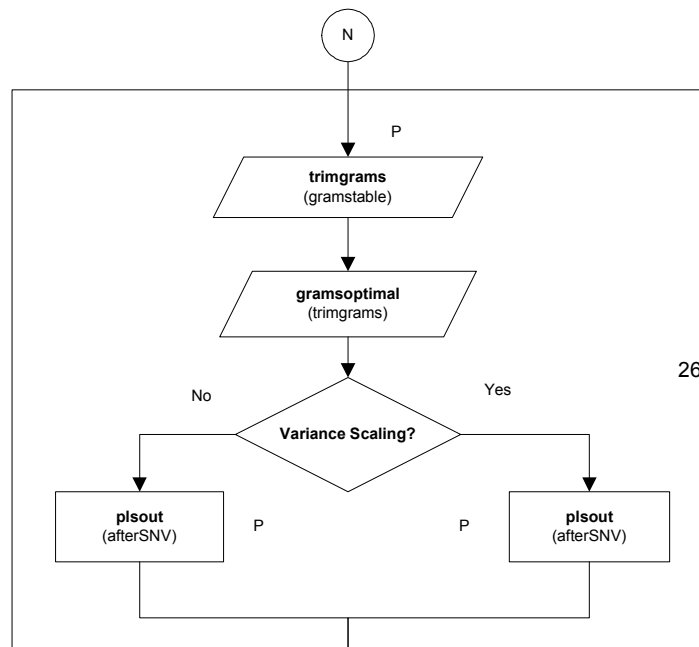 N
P
trimgrams
(gramstable)
gramsoptimal
(trimgrams)
26
No
Yes
Variance Scaling?
plsout
(afterSNV)
P
P
plsout
(afterSNV)